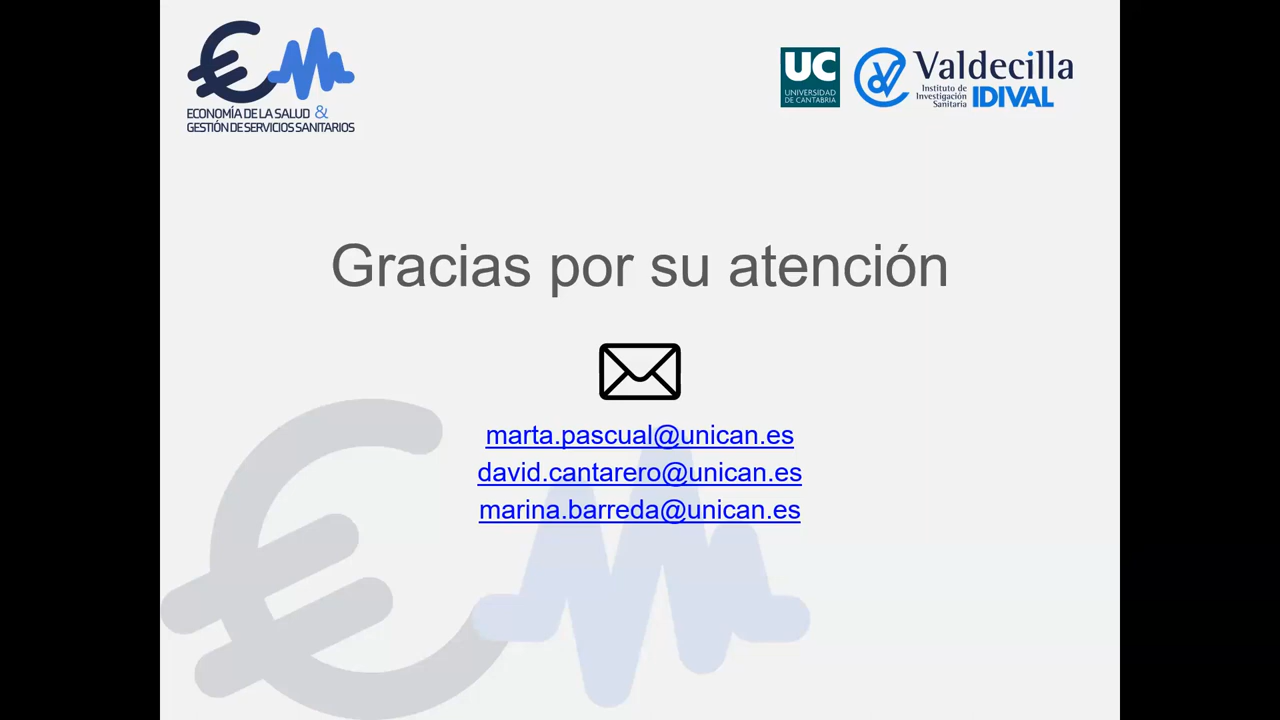 ECONOMÍA DE LA SALUD &
GESTIÓN DE SERVICIOS SANITARIOS
UC
UNIVERSIDAD
DE CANTABRIA
Valdecilla
Instituto de
Investigación
Sanitaria
IDIVAL
Gracias por su atención
marta.pascual@unican.es
david.cantarero@unican.es
marina.barreda@unican.es